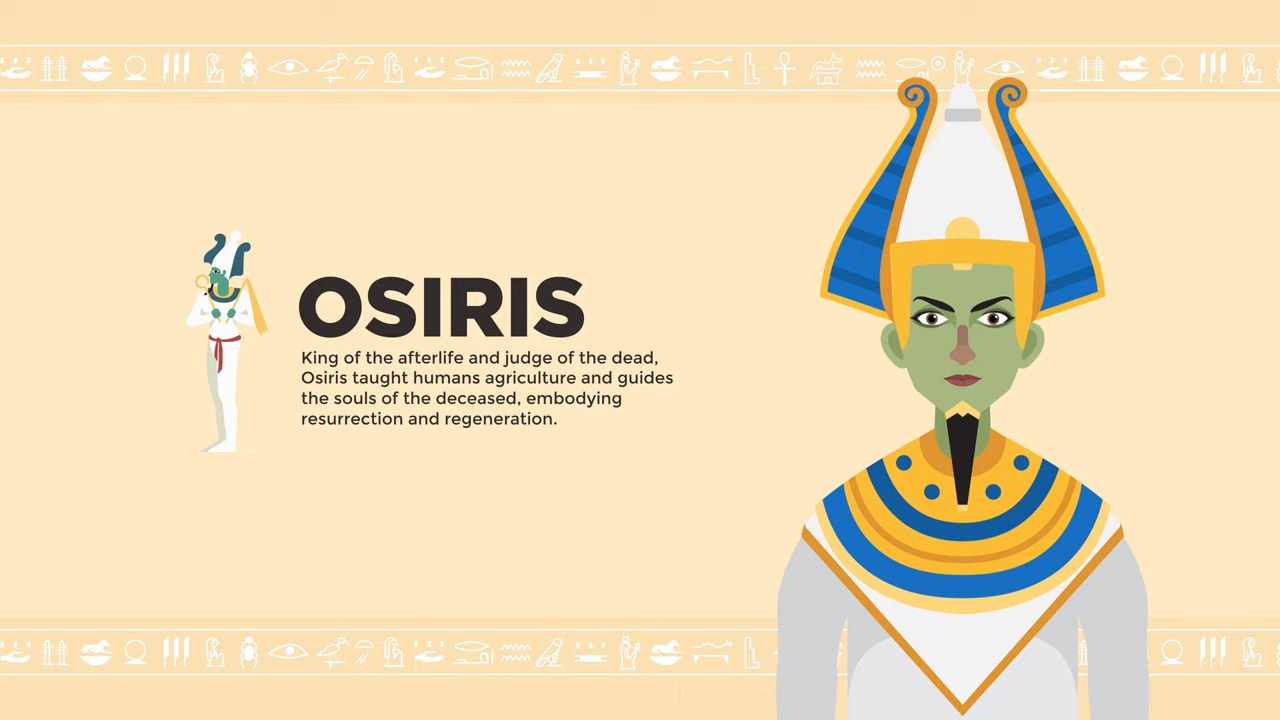 OSIRIS
King of the afterlife and judge of the dead,
Osiris taught humans agriculture and guides
the souls of the deceased, embodying
resurrection and regeneration.